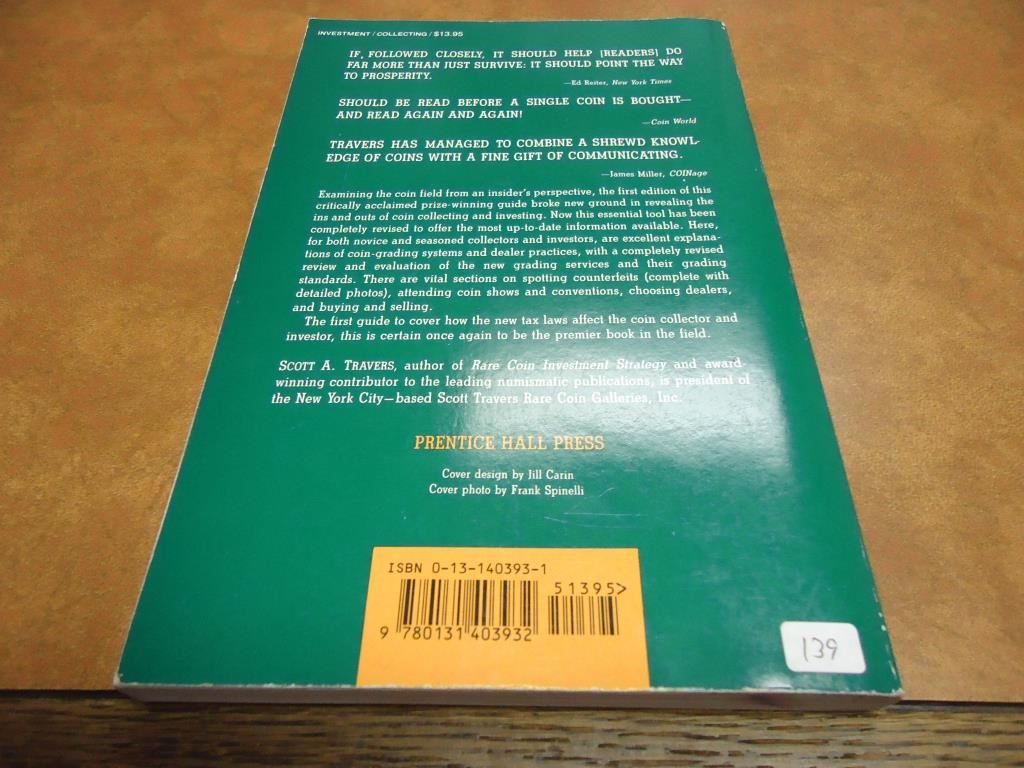 INVESTMENT / COLLECTING / $13.95
IF, FOLLOWED CLOSELY, IT SHOULD HELP [READERS] DO
FAR MORE THAN JUST SURVIVE: IT SHOULD POINT THE WAY
TO PROSPERITY.
—Ed Reiter, New York Times
SHOULD BE READ BEFORE A SINGLE COIN IS BOUGHT—
AND READ AGAIN AND AGAIN!
—Coin World
TRAVERS HAS MANAGED TO COMBINE A SHREWD KNOWL-
EDGE OF COINS WITH A FINE GIFT OF COMMUNICATING.
—James Miller, COINage
Examining the coin field from an insider's perspective, the first edition of this
critically acclaimed prize-winning guide broke new ground in revealing the
ins and outs of coin collecting and investing. Now this essential tool has been
completely revised to offer the most up-to-date information available. Here,
for both novice and seasoned collectors and investors, are excellent explana-
tions of coin-grading systems and dealer practices, with a completely revised
review and evaluation of the new grading services and their grading
standards. There are vital sections on spotting counterfeits (complete with
detailed photos), attending coin shows and conventions, choosing dealers,
and buying and selling.
The first guide to cover how the new tax laws affect the coin collector and
investor, this is certain once again to be the premier book in the field.
SCOTT A. TRAVERS, author of Rare Coin Investment Strategy and award-
winning contributor to the leading numismatic publications, is president of
the New York City—based Scott Travers Rare Coin Galleries, Inc.
PRENTICE HALL PRESS
Cover design by Jill Carin
Cover photo by Frank Spinelli
ISBN 0-13-140393-1
51395>
9 780131 403932
139